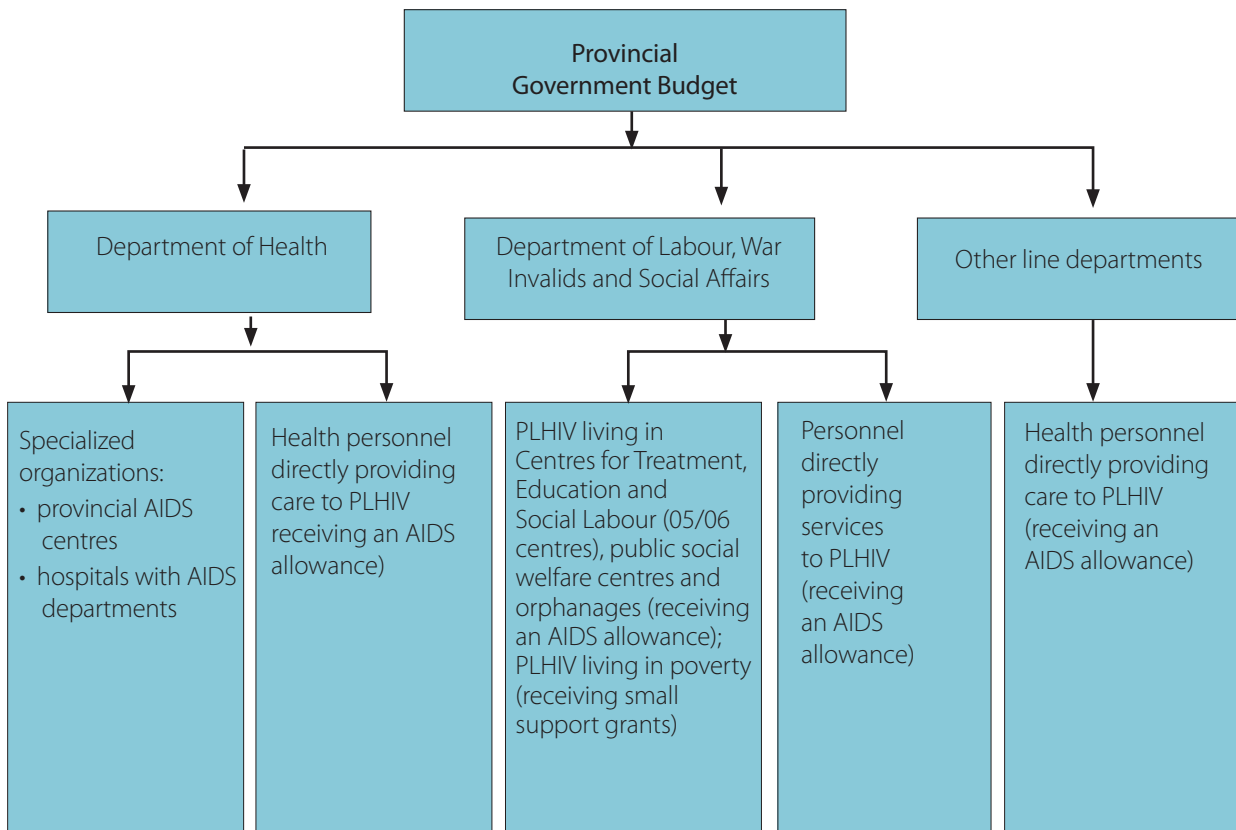 Provincial
Government Budget
Department of Health
Department of Labour, War
Invalids and Social Affairs
Other line departments
Specialized
organizations:
• provincial AIDS
centres
• hospitals with AIDS
departments
Health personnel
directly providing
care to PLHIV
receiving an AIDS
allowance)
PLHIV living in
Centres for Treatment,
Education and
Social Labour (05/06
centres), public social
welfare centres and
orphanages (receiving
an AIDS allowance);
PLHIV living in poverty
(receiving small
support grants)
Personnel
directly
providing
services
to PLHIV
(receiving
an AIDS
allowance)
Health personnel
directly providing
care to PLHIV
(receiving an
AIDS allowance)